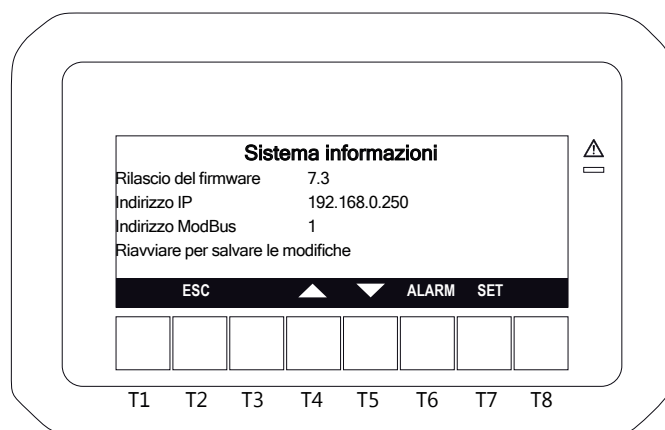 Sistema informazioni
Rilascio del firmware 7.3
Indirizzo IP 192.168.0.250
Indirizzo ModBus 1
Riavviare per salvare le modifiche
ESC ALARM SET
T1 T2 T3 T4 T5 T6 T7 T8